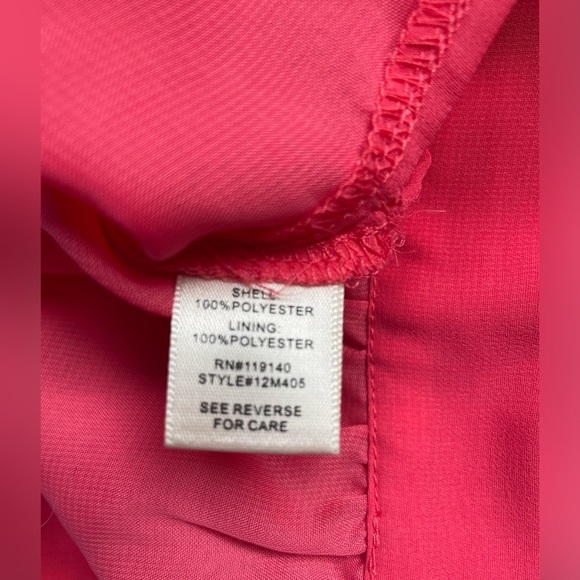 SHELL:
100%POLYESTER
LINING:
100%POLYESTER
RN#119140
STYLE#12M405
SEE REVERSE
FOR CARE